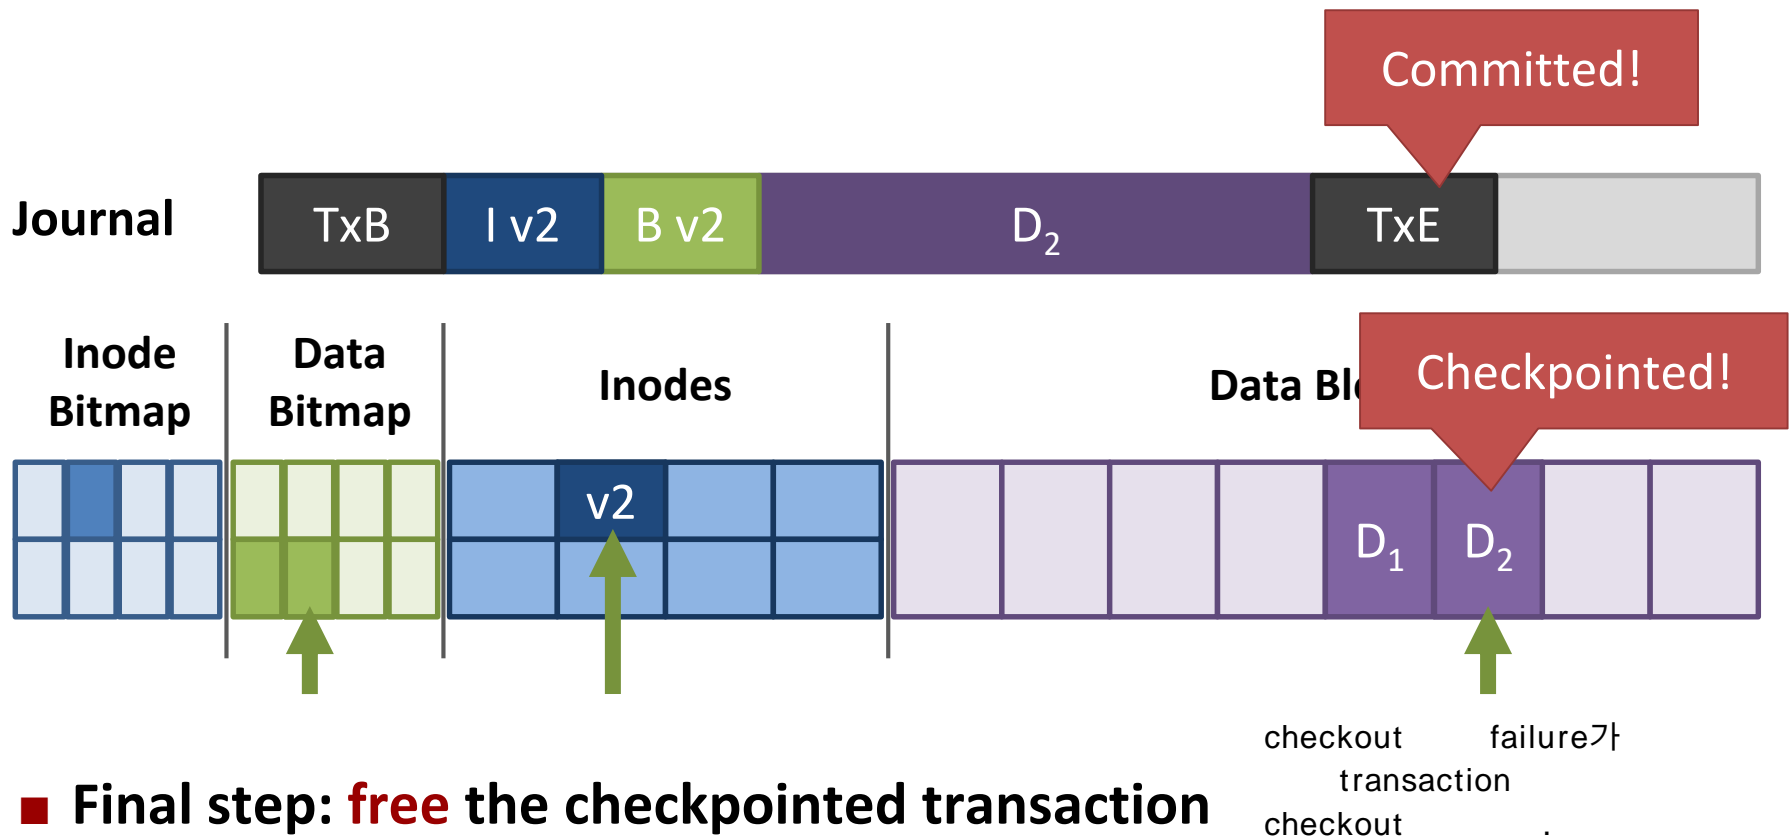 Committed!
Journal
TxB
I v2
B v2
D₂
TxE
Inode
Bitmap
Data
Bitmap
Inodes
Data Bl
Checkpointed!
v2
D₁
D₂
checkout failure가
transaction
checkout .
■ Final step: free the checkpointed transaction